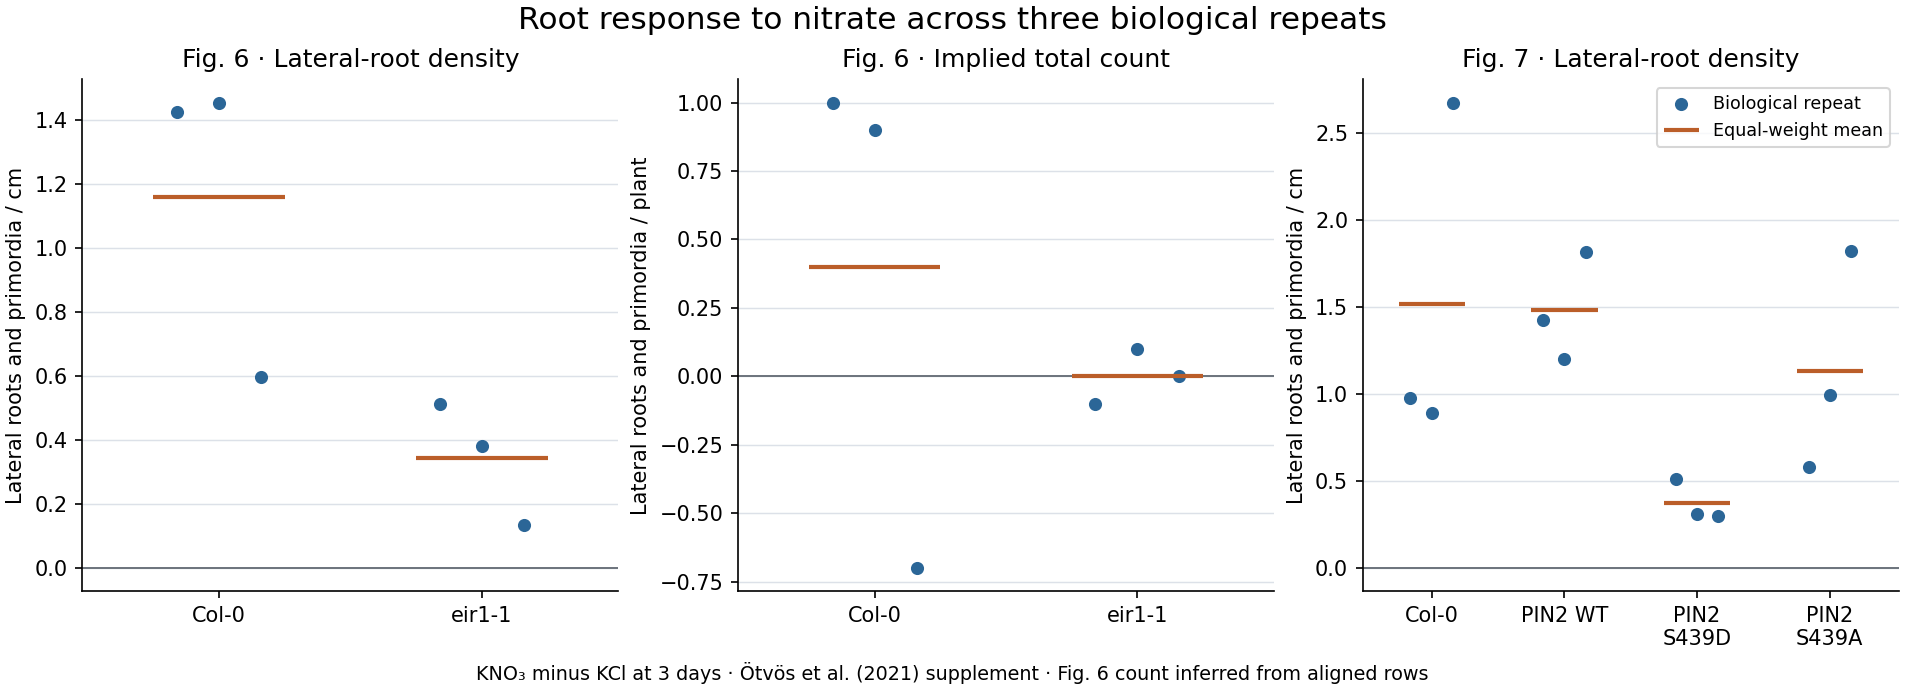 Root response to nitrate across three biological repeats
Fig. 6 · Lateral-root density
Lateral roots and primordia / cm
1.4
1.2
1.0
0.8
0.6
0.4
0.2
0.0
Col-0
eir1-1
Fig. 6 · Implied total count
Lateral roots and primordia / plant
1.00
0.75
0.50
0.25
0.00
−0.25
−0.50
−0.75
Col-0
eir1-1
Fig. 7 · Lateral-root density
Lateral roots and primordia / cm
2.5
2.0
1.5
1.0
0.5
0.0
Biological repeat
Equal-weight mean
Col-0
PIN2 WT
PIN2
S439D
PIN2
S439A
KNO₃ minus KCl at 3 days · Ötvös et al. (2021) supplement · Fig. 6 count inferred from aligned rows